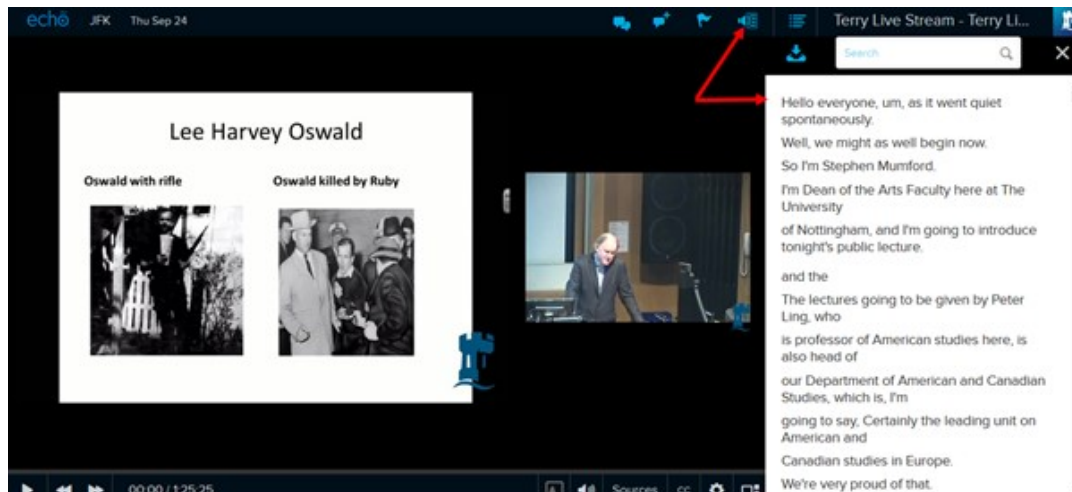 echo JFK Thu Sep 24 Terry Live Stream - Terry Li...
Search
Lee Harvey Oswald
Oswald with rifle
Oswald killed by Ruby
Hello everyone, um, as it went quiet
spontaneously.
Well, we might as well begin now.
So I'm Stephen Mumford.
I'm Dean of the Arts Faculty here at The
University
of Nottingham, and I'm going to introduce
tonight's public lecture.
and the
The lectures going to be given by Peter
Ling, who
is professor of American studies here, is
also head of
our Department of American and Canadian
Studies, which is, I'm
going to say, Certainly the leading unit on
American and
Canadian studies in Europe.
We're very proud of that.
00:00 / 1:25:25 Sources CC